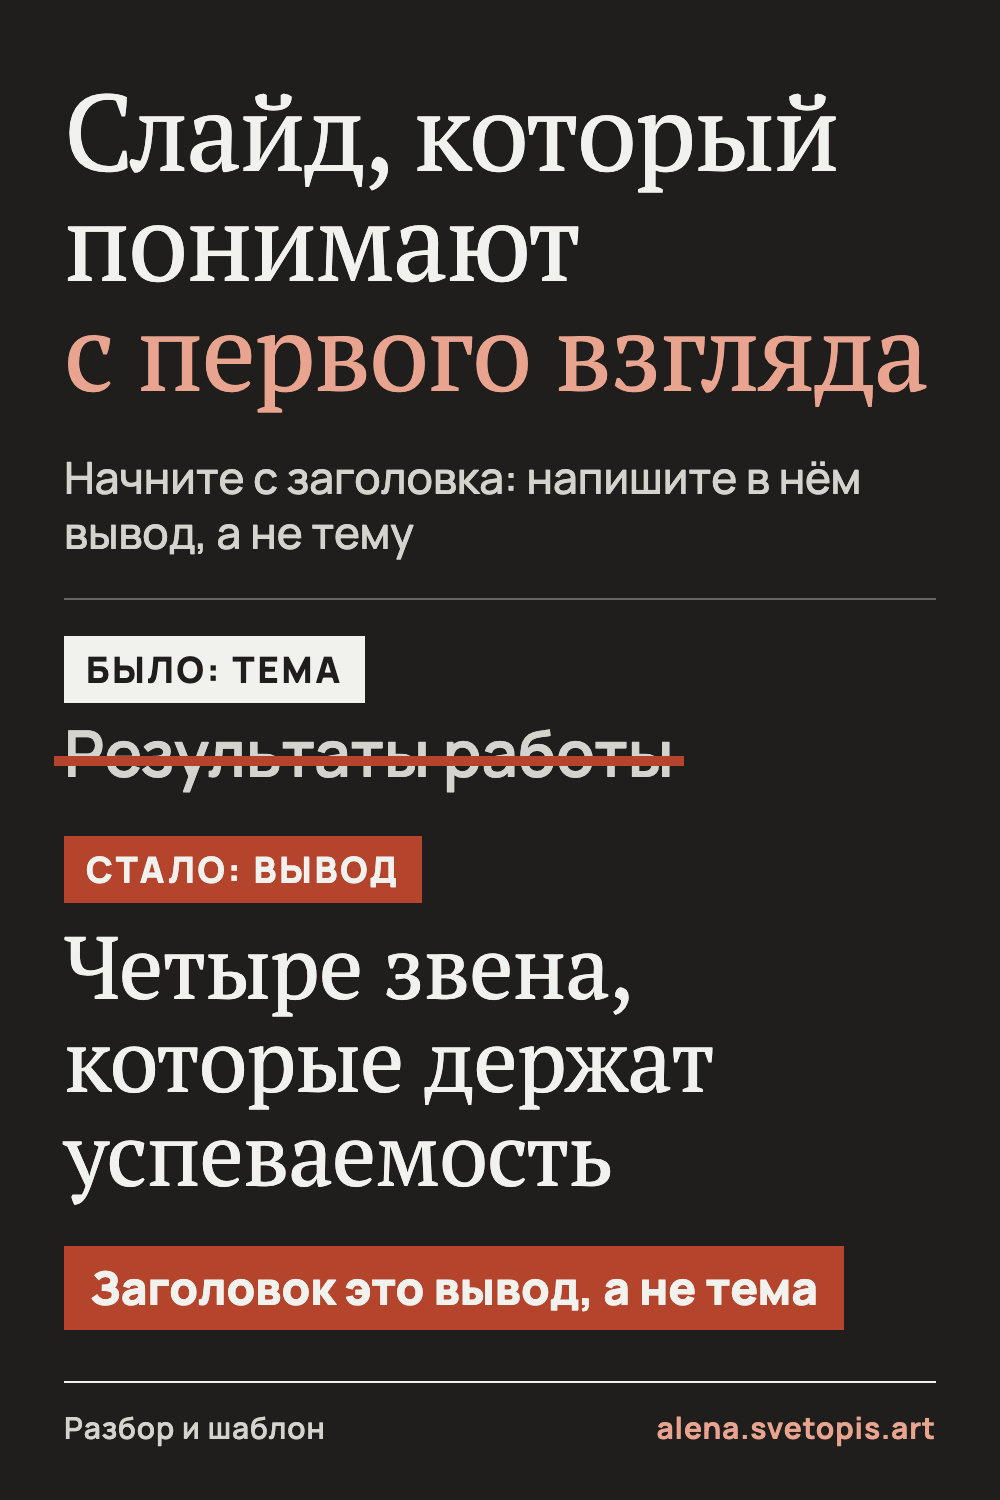 Слайд, который
понимают
с первого взгляда
Начните с заголовка: напишите в нём
вывод, а не тему
БЫЛО: ТЕМА
Результаты работы
СТАЛО: ВЫВОД
Четыре звена,
которые держат
успеваемость
Заголовок это вывод, а не тема
Разбор и шаблон
alena.svetopis.art